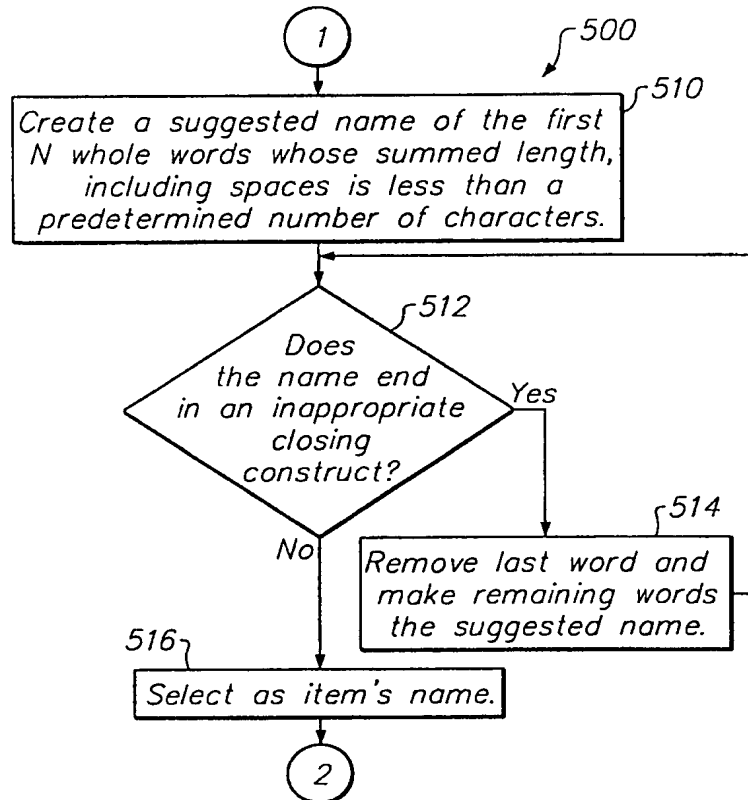 1
500
510
Create a suggested name of the first
N whole words whose summed length,
including spaces is less than a
predetermined number of characters.
512
Does
the name end
in an inappropriate
closing
construct?
Yes
No
514
Remove last word and
make remaining words
the suggested name.
516
Select as item's name.
2